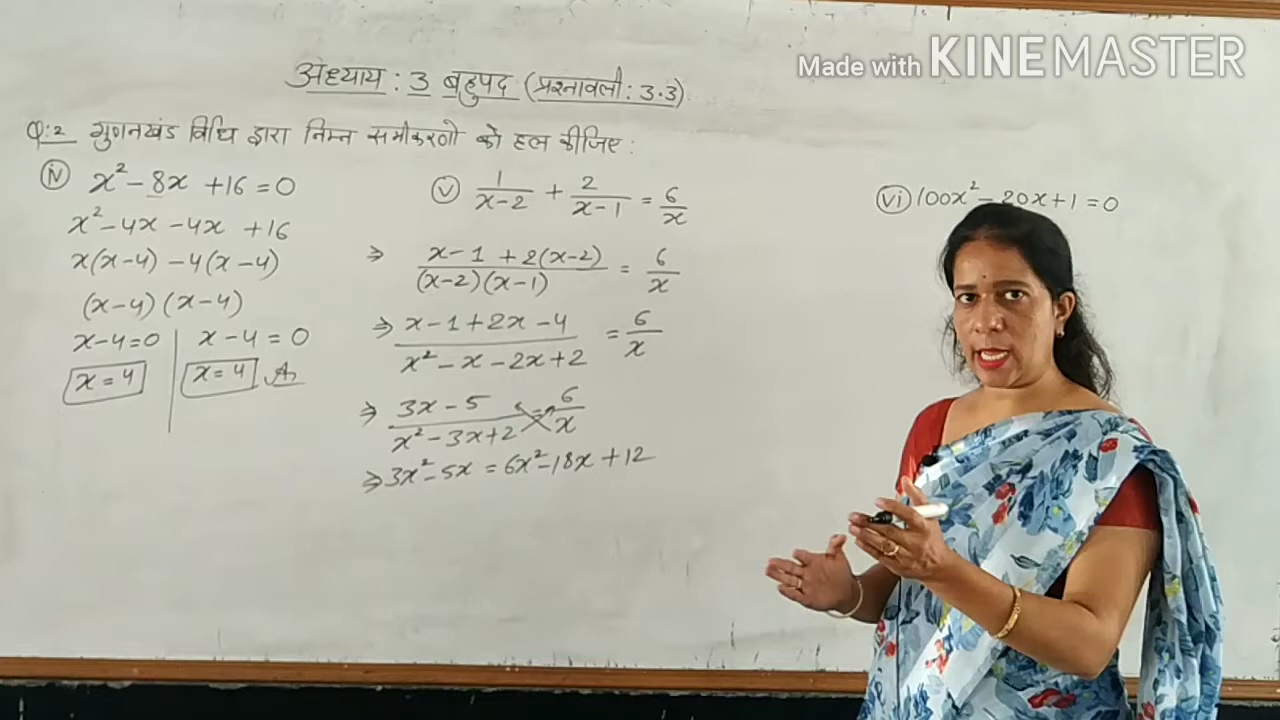 Made with KINEMASTER
अध्याय : 3 बहुपद (प्रश्नावली : 3.3)
Q:2 गुणनखंड विधि द्वारा निम्न समीकरणो को हल कीजिए :
(iv) x² - 8x + 16 = 0
x² - 4x - 4x + 16
x(x-4) - 4(x-4)
(x-4)(x-4)
x-4=0 | x-4=0
x=4 | x=4 A
(v) 1/(x-2) + 2/(x-1) = 6/x
⇒ (x-1+2(x-2))/((x-2)(x-1)) = 6/x
⇒ (x-1+2x-4)/(x²-x-2x+2) = 6/x
⇒ (3x-5)/(x²-3x+2) = 6/x
⇒ 3x²-5x = 6x²-18x+12
(vi) 100x² - 20x + 1 = 0